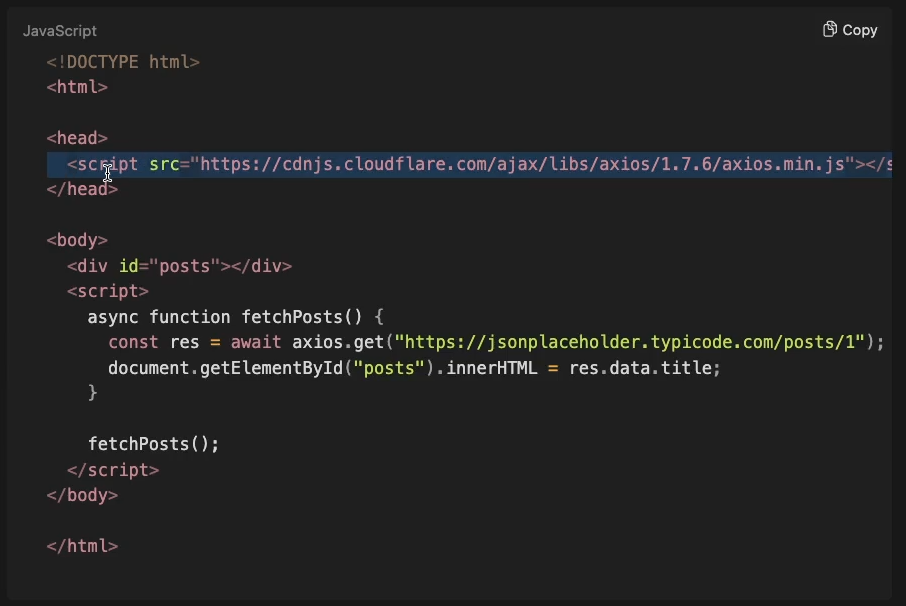 JavaScript
Copy
<!DOCTYPE html>
<html>
<head>
<script src="https://cdnjs.cloudflare.com/ajax/libs/axios/1.7.6/axios.min.js"></s
</head>
<body>
<div id="posts"></div>
<script>
async function fetchPosts() {
const res = await axios.get("https://jsonplaceholder.typicode.com/posts/1");
document.getElementById("posts").innerHTML = res.data.title;
}
fetchPosts();
</script>
</body>
</html>